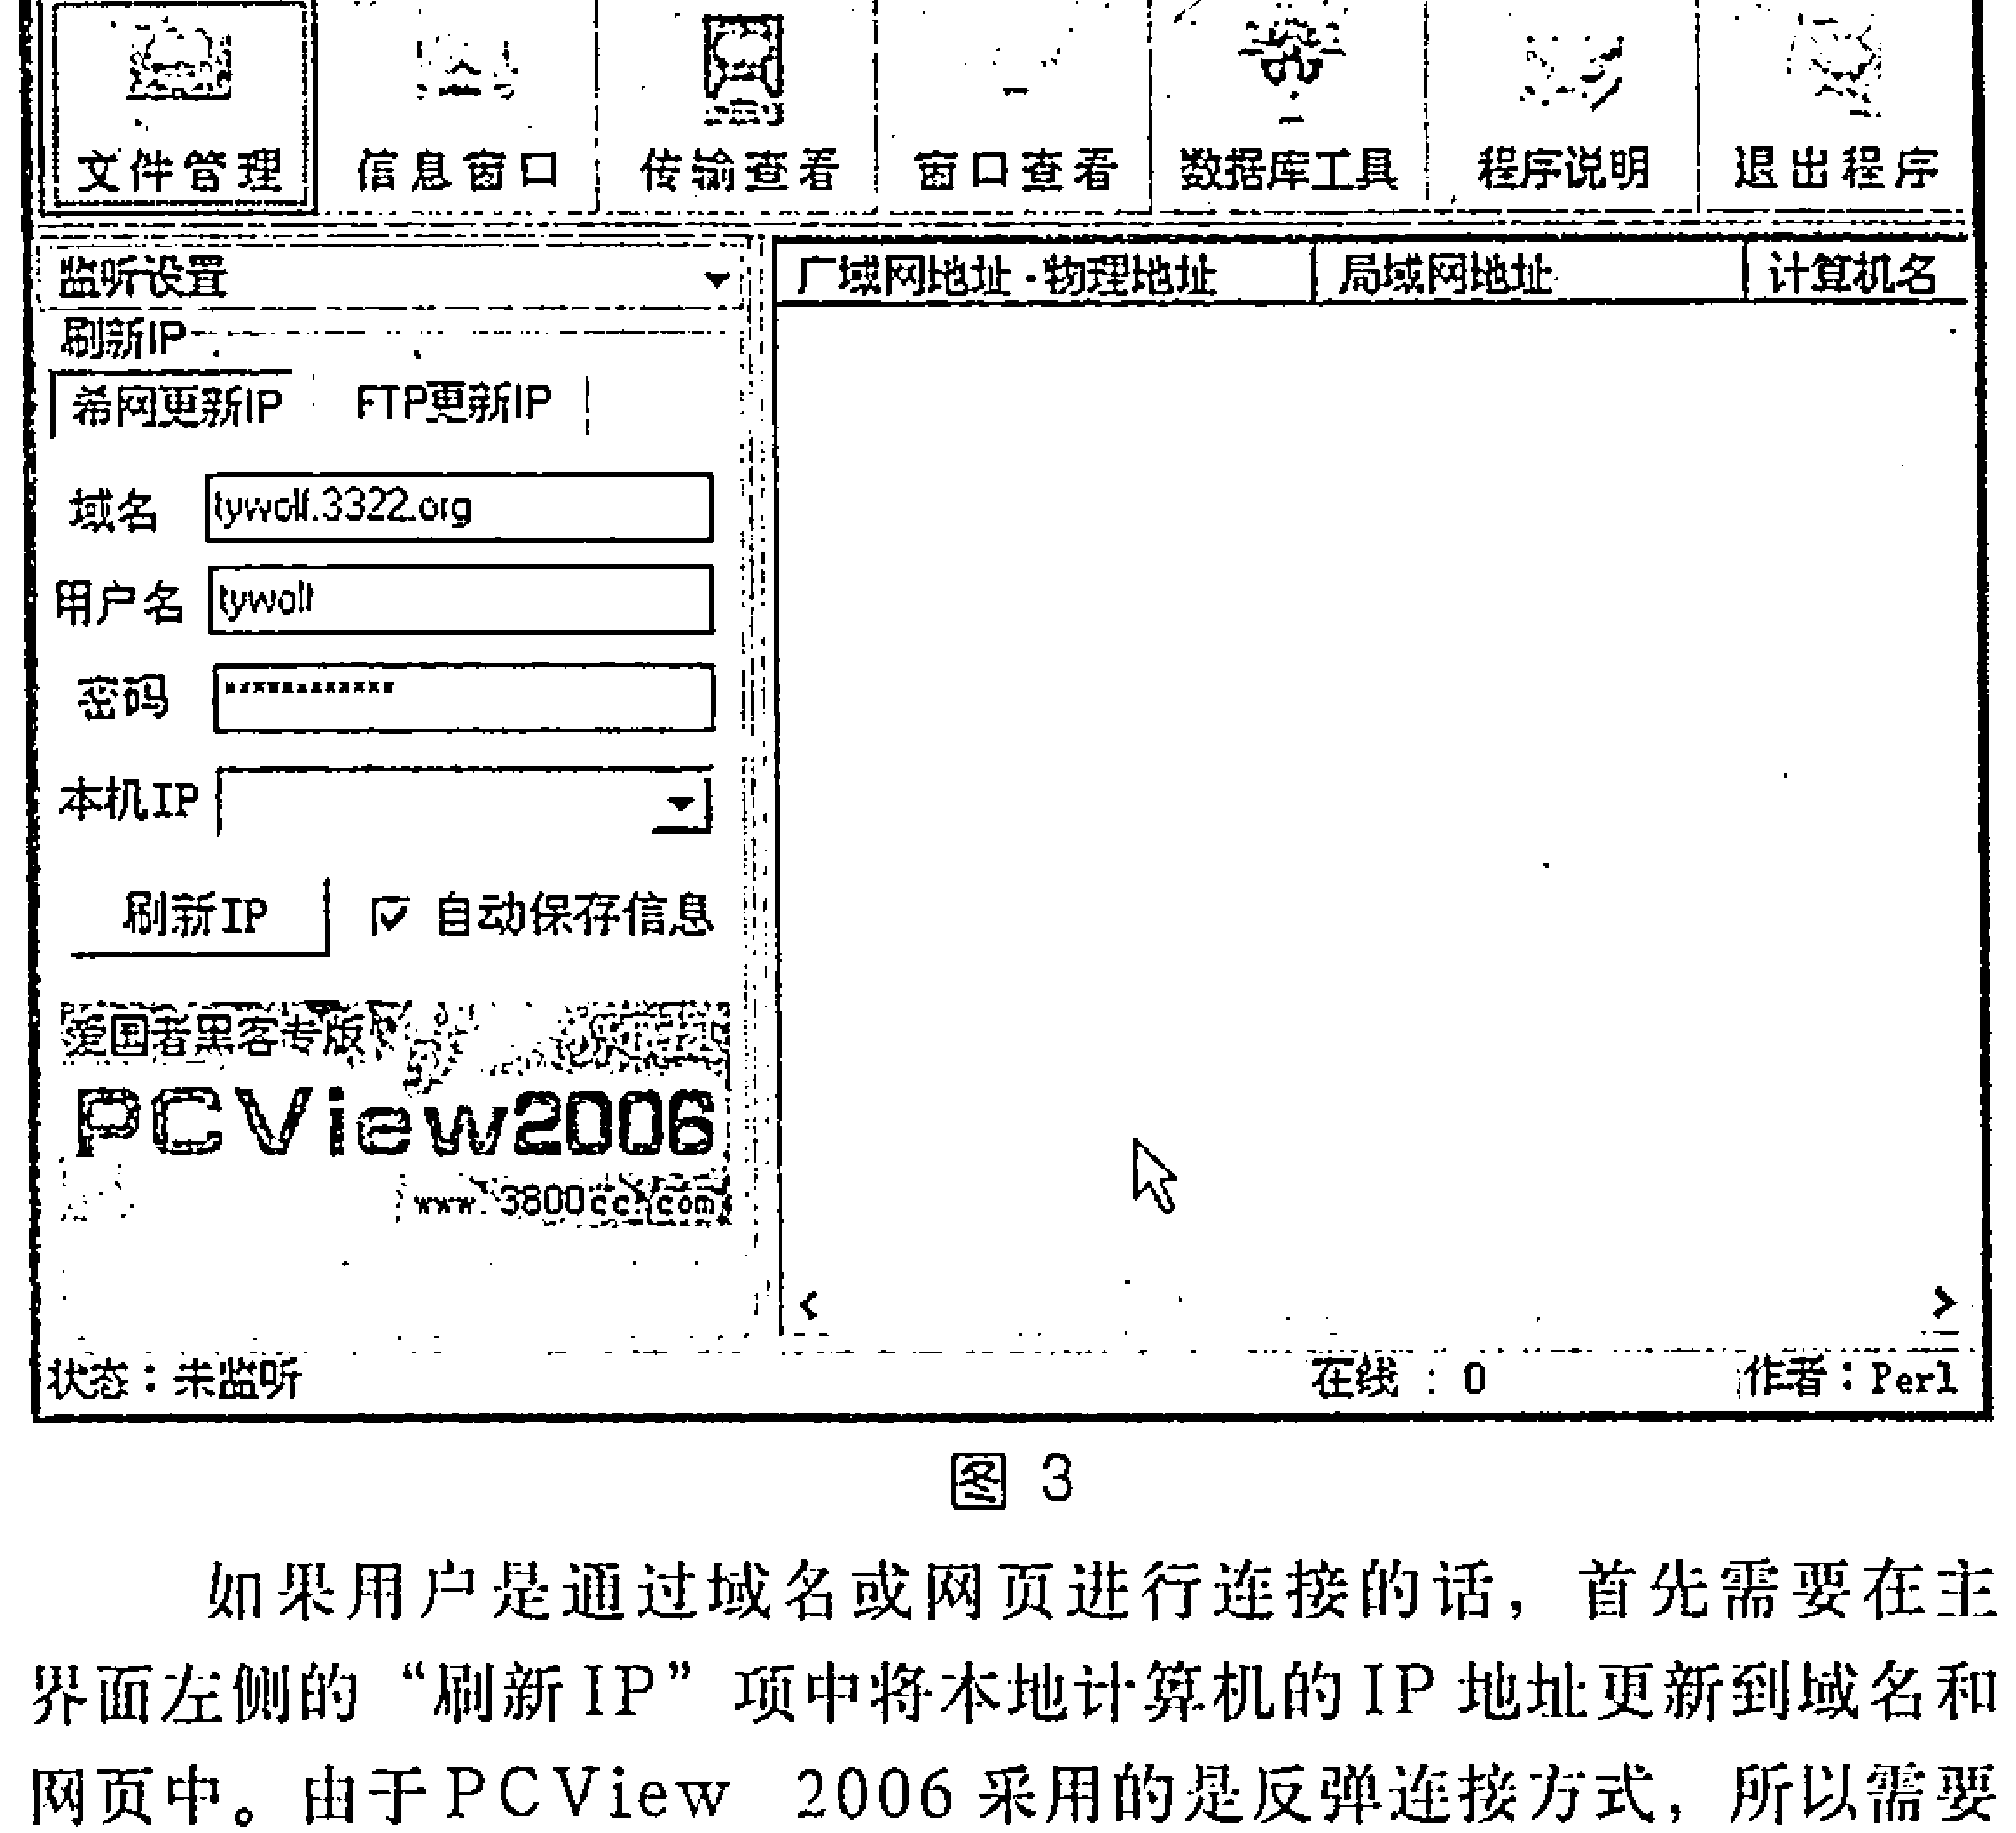 文件管理 信息窗口 传输查看 窗口查看 数据库工具 程序说明 退出程序
监听设置
广域网地址·物理地址 局域网地址 计算机名
刷新IP
希网更新IP FTP更新IP
域名 tywolf.3322.org
用户名 tywolf
密码 ************
本机IP
刷新IP 自动保存信息
爱国者黑客专版
PCView2006
www.3800cc.com
状态：未监听 在线：0 作者：Perl
图 3
如果用户是通过域名或网页进行连接的话，首先需要在主
界面左侧的“刷新IP”项中将本地计算机的IP地址更新到域名和
网页中。由于PCView 2006采用的是反弹连接方式，所以需要